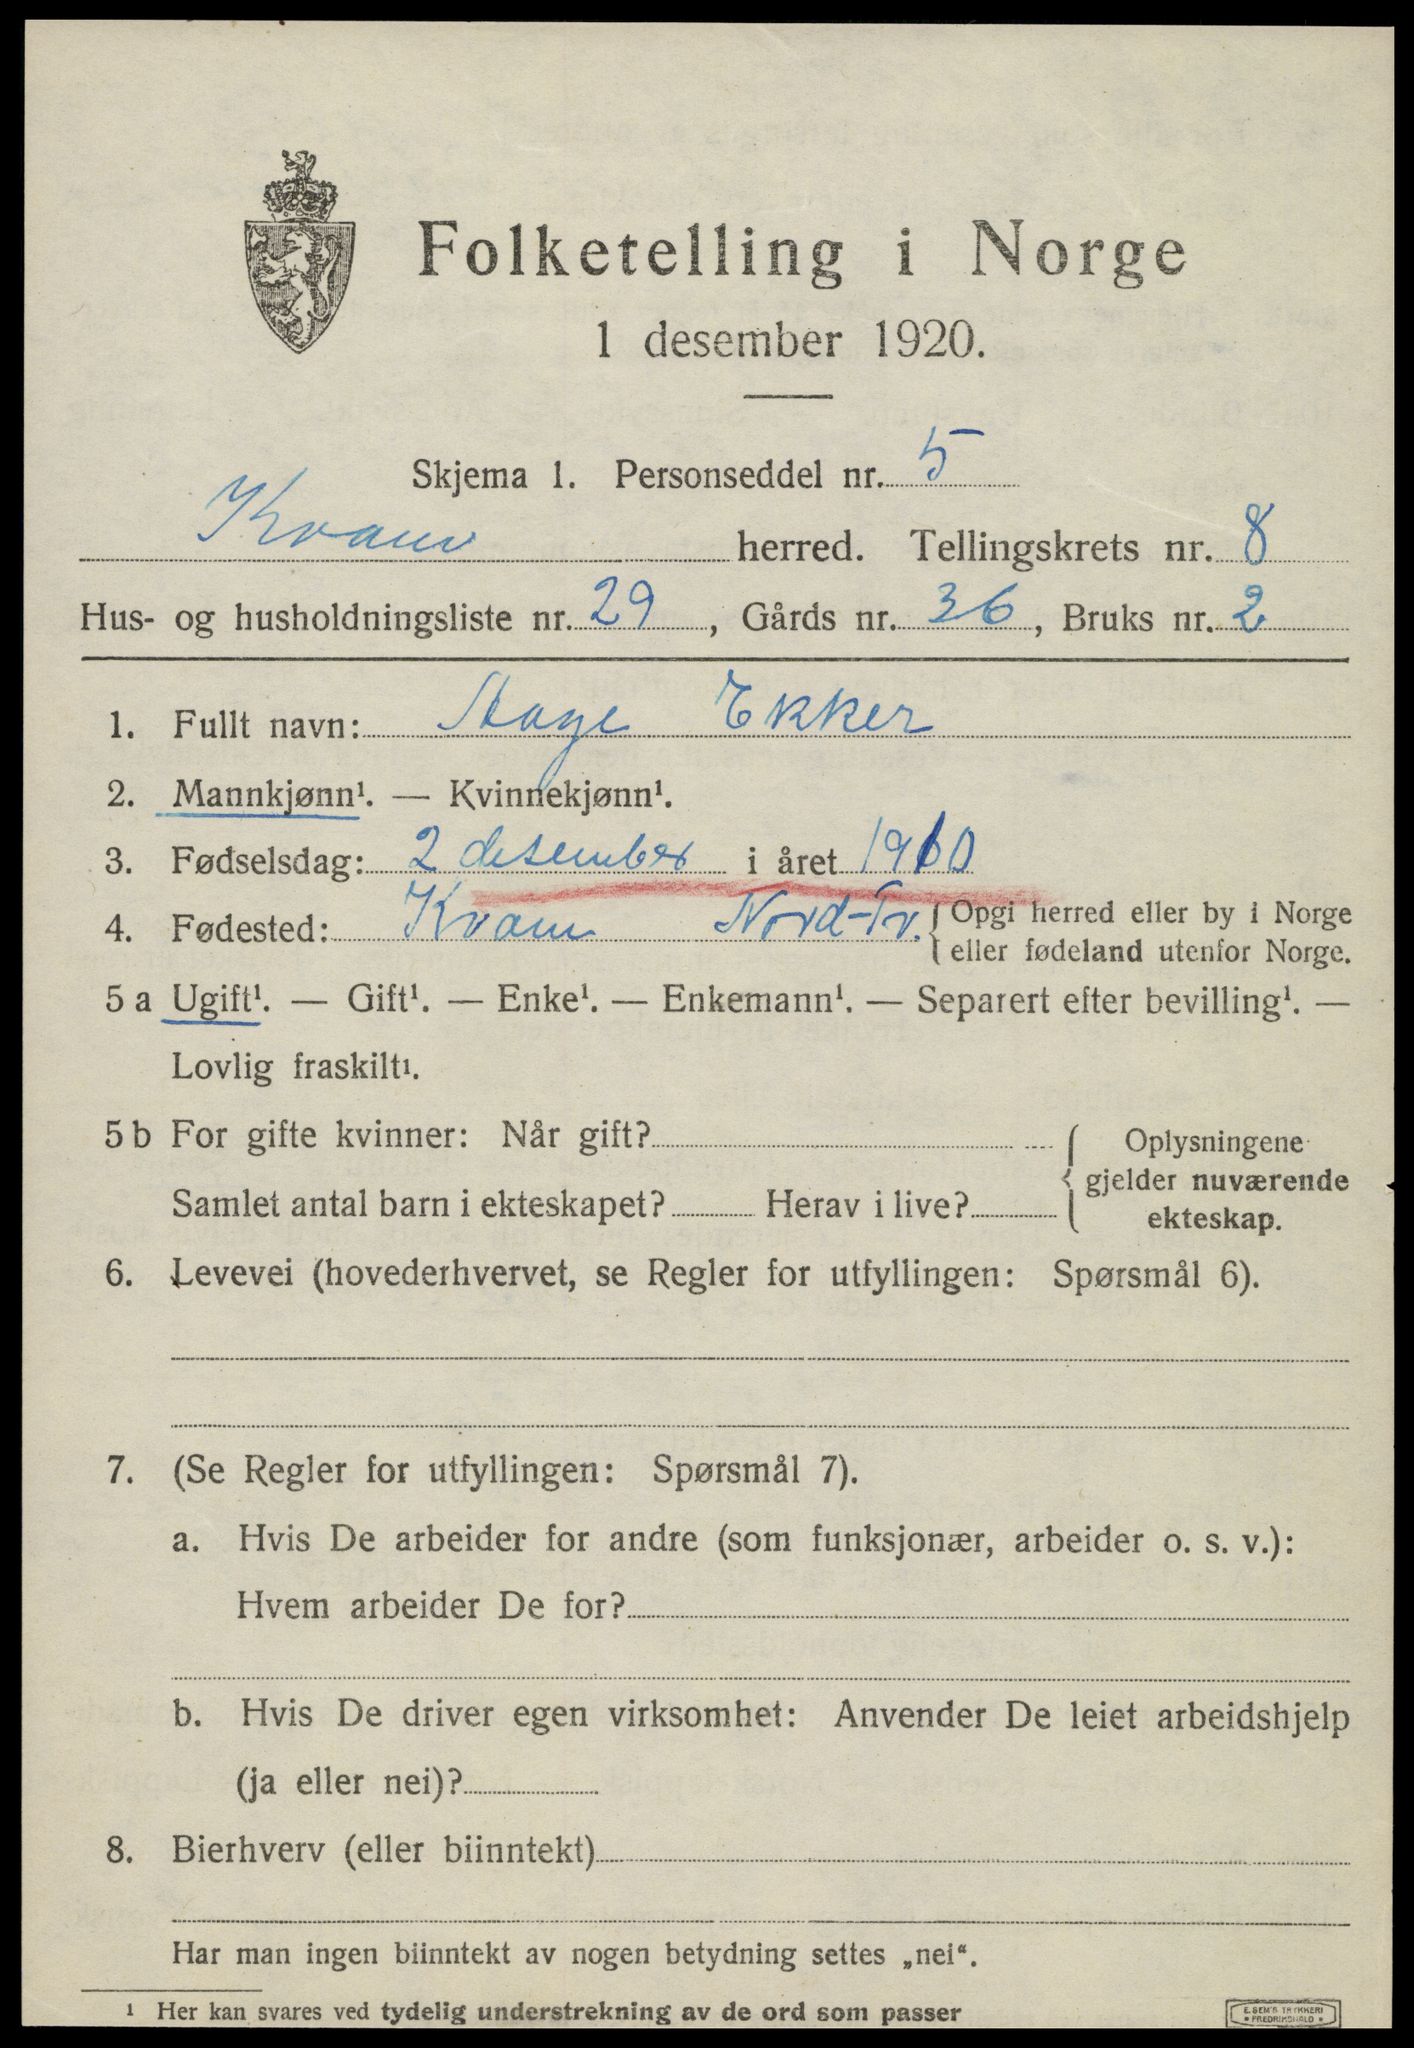 Folketelling i Norge
1 desember 1920.
Skjema 1. Personseddel nr. 5
Kvam herred. Tellingskrets nr. 8
Hus- og husholdningsliste nr. 29, Gårds nr. 36, Bruks nr. 2
1. Fullt navn: Aage Ekker
2. Mannkjønn¹. — Kvinnekjønn¹.
3. Fødselsdag: 2 desember i året 1910
4. Fødested: Kvam Nord-Tr. Opgi herred eller by i Norge
eller fødeland utenfor Norge.
5 a Ugift¹. — Gift¹. — Enke¹. — Enkemann¹. — Separert efter bevilling¹. —
Lovlig fraskilt¹.
5 b For gifte kvinner: Når gift? Oplysningene
gjelder nuværende
Samlet antal barn i ekteskapet? Herav i live? ekteskap.
6. Levevei (hovederhvervet, se Regler for utfyllingen: Spørsmål 6).
7. (Se Regler for utfyllingen: Spørsmål 7).
a. Hvis De arbeider for andre (som funksjonær, arbeider o. s. v.):
Hvem arbeider De for?
b. Hvis De driver egen virksomhet: Anvender De leiet arbeidshjelp
(ja eller nei)?
8. Bierhverv (eller biinntekt)
Har man ingen biinntekt av nogen betydning settes „nei“.
¹ Her kan svares ved tydelig understrekning av de ord som passer
E. SEM'S TRYKKERI
• FREDRIKSHALD •